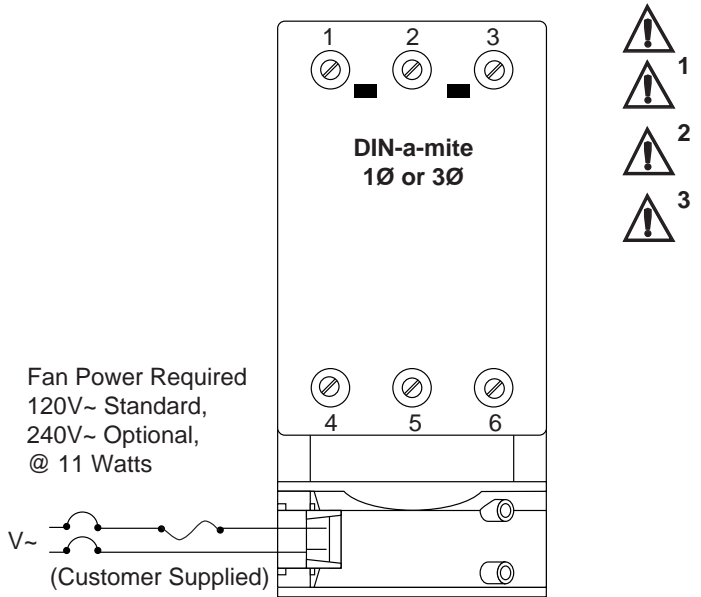 1 2 3
DIN-a-mite
1Ø or 3Ø
1
2
3
Fan Power Required
120V~ Standard,
240V~ Optional,
@ 11 Watts
4 5 6
V~
(Customer Supplied)